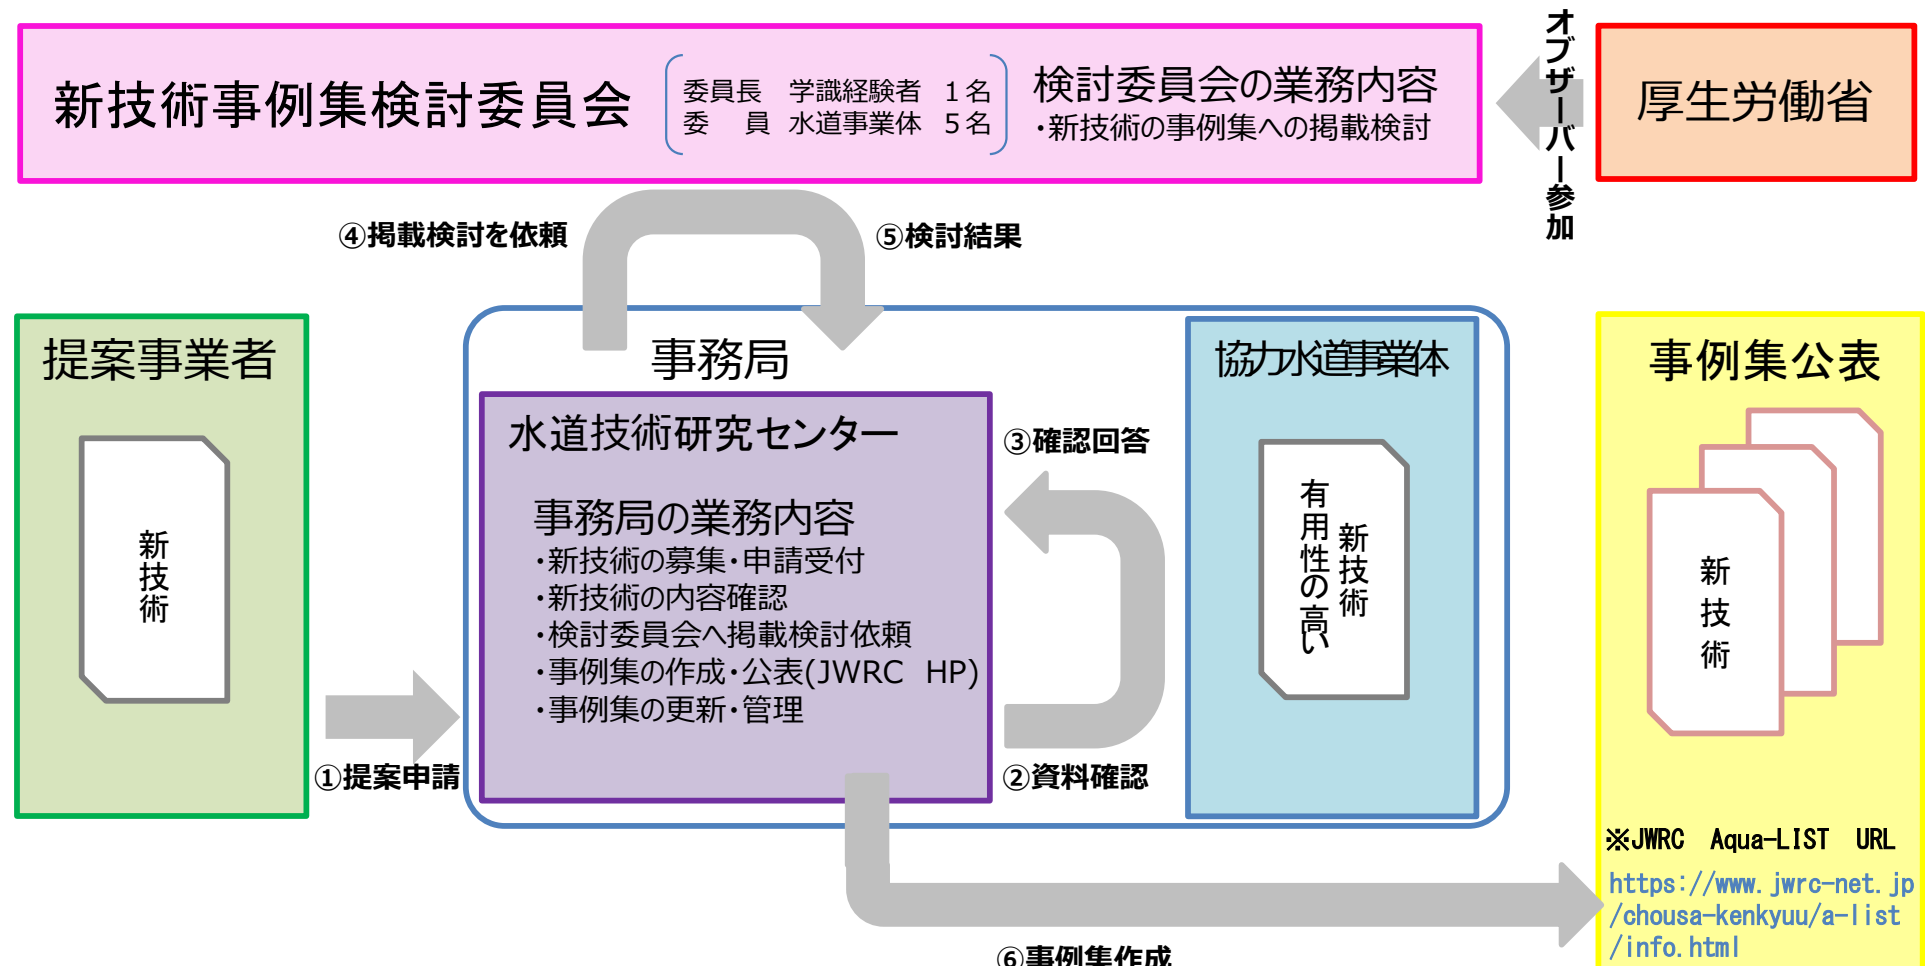 新技術事例集検討委員会
委員長　学識経験者　１名
委　　員　水道事業体　５名
検討委員会の業務内容
・新技術の事例集への掲載検討
オブザーバー参加
厚生労働省
④掲載検討を依頼
⑤検討結果
提案事業者
新技術
①提案申請
事務局
水道技術研究センター
事務局の業務内容
・新技術の募集・申請受付
・新技術の内容確認
・検討委員会へ掲載検討依頼
・事例集の作成・公表(JWRC　HP)
・事例集の更新・管理
③確認回答
②資料確認
協力水道事業体
有用性の高い
新技術
事例集公表
新技術
※JWRC　Aqua-LIST　URL
https://www.jwrc-net.jp
/chousa-kenkyuu/a-list
/info.html
⑥事例集作成